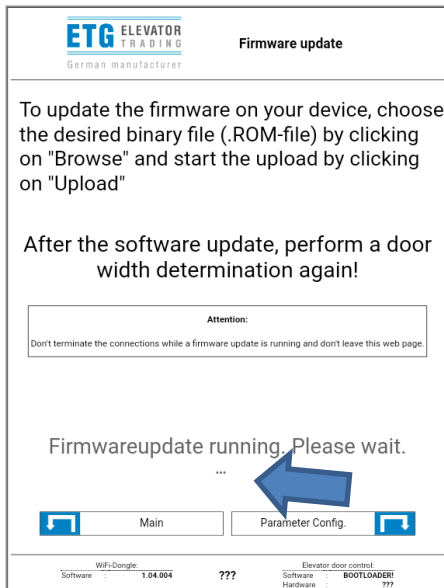 ETG ELEVATOR
TRADING
German manufacturer
Firmware update
To update the firmware on your device, choose
the desired binary file (.ROM-file) by clicking
on "Browse" and start the upload by clicking
on "Upload"
After the software update, perform a door
width determination again!
Attention:
Don't terminate the connections while a firmware update is running and don't leave this web page.
Firmwareupdate running. Please wait.
...
Main
Parameter Config.
WiFi-Dongle:
Software : 1.04.004
???
Elevator door control:
Software : BOOTLOADER!
Hardware : ???